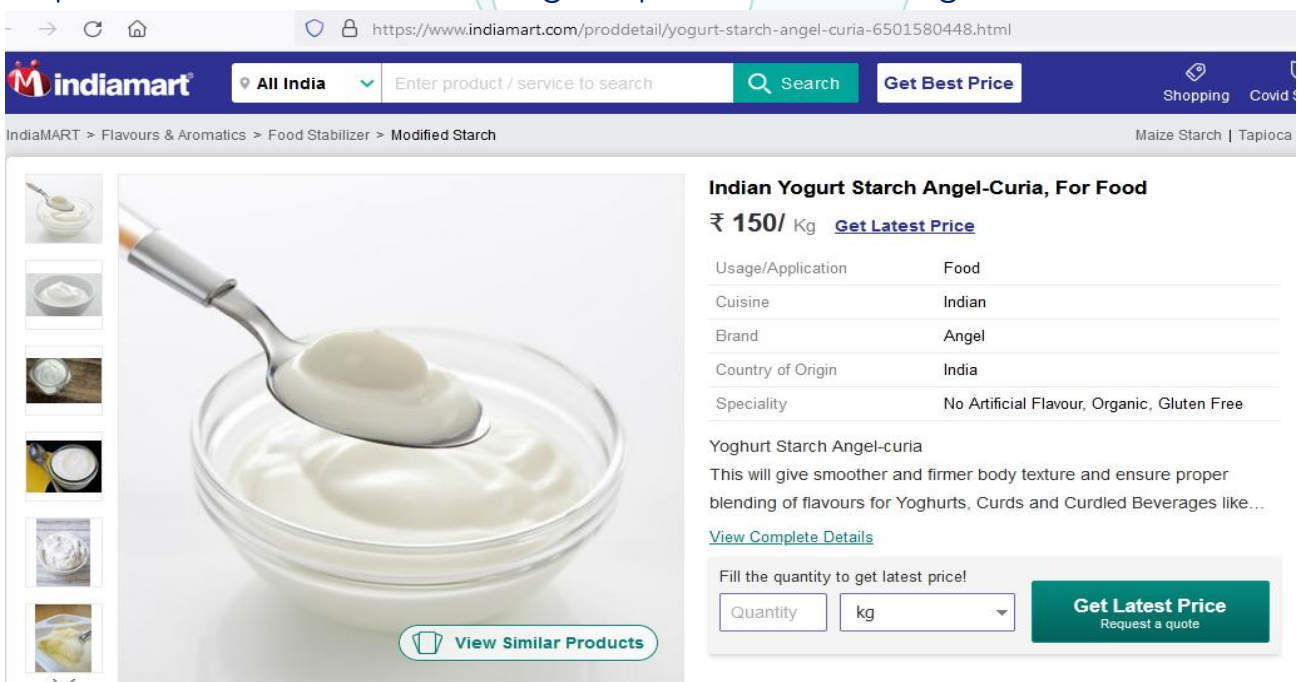 https://www.indiamart.com/proddetail/yogurt-starch-angel-curia-6501580448.html
indiamart
All India
Enter product / service to search
Search
Get Best Price
Shopping
Covid
IndiaMART > Flavours & Aromatics > Food Stabilizer > Modified Starch
Maize Starch | Tapioca
Indian Yogurt Starch Angel-Curia, For Food
₹ 150/ Kg Get Latest Price
Usage/Application Food
Cuisine Indian
Brand Angel
Country of Origin India
Speciality No Artificial Flavour, Organic, Gluten Free
Yoghurt Starch Angel-curia
This will give smoother and firmer body texture and ensure proper
blending of flavours for Yoghurts, Curds and Curdled Beverages like...
View Complete Details
Fill the quantity to get latest price!
Quantity kg
Get Latest Price
Request a quote
View Similar Products